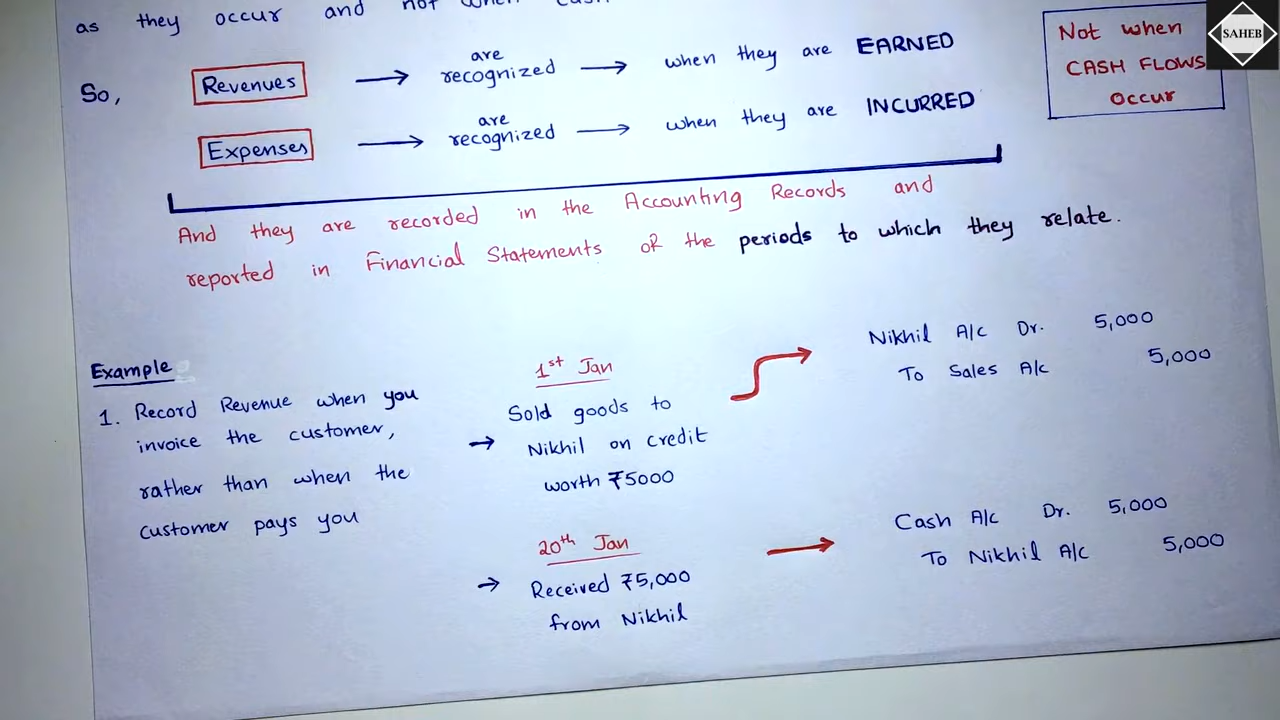 as they occur and not when cash
So, Revenues → are recognized → when they are EARNED
Expenses → are recognized → when they are INCURRED
Not when
CASH FLOWS
Occur
SAHEB
And they are recorded in the Accounting Records and
reported in Financial Statements of the periods to which they relate.
Example
1. Record Revenue when you
invoice the customer,
rather than when the
customer pays you
1st Jan
→ Sold goods to
Nikhil on credit
worth ₹5000
Nikhil A/c Dr. 5,000
To Sales A/c 5,000
20th Jan
→ Received ₹5,000
from Nikhil
→ Cash A/c Dr. 5,000
To Nikhil A/c 5,000